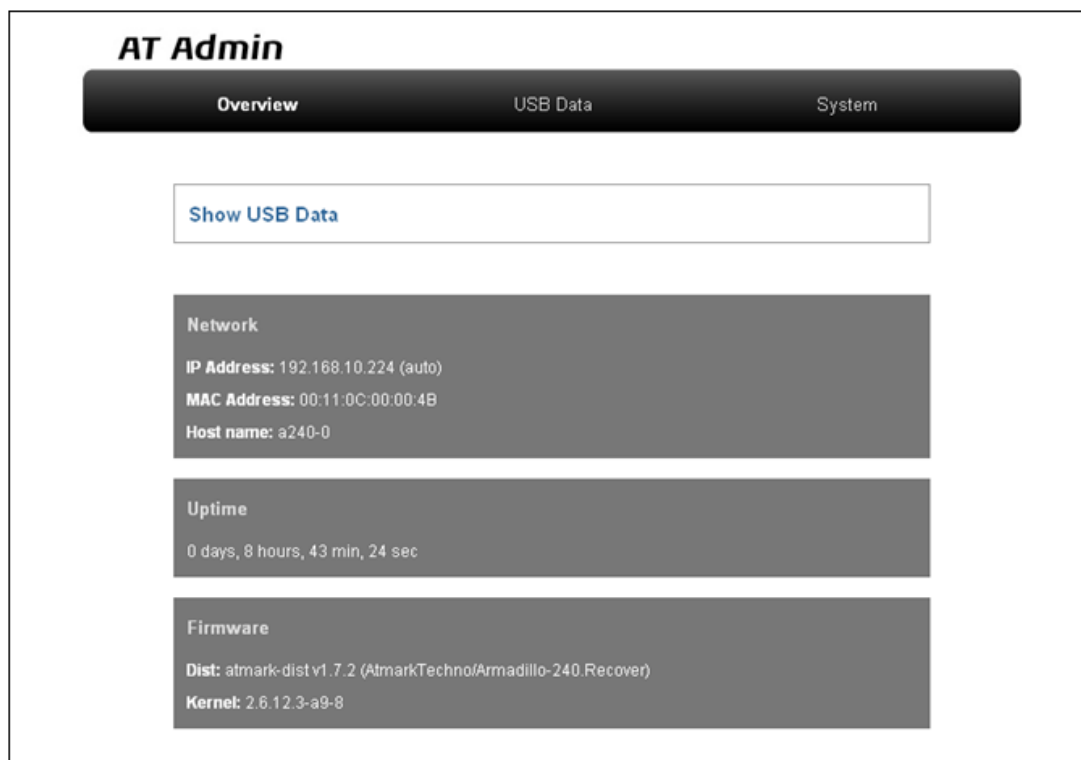 AT Admin
Overview USB Data System
Show USB Data
Network
IP Address: 192.168.10.224 (auto)
MAC Address: 00:11:0C:00:00:4B
Host name: a240-0
Uptime
0 days, 8 hours, 43 min, 24 sec
Firmware
Dist: atmark-dist v1.7.2 (AtmarkTechno/Armadillo-240.Recover)
Kernel: 2.6.12.3-a9-8